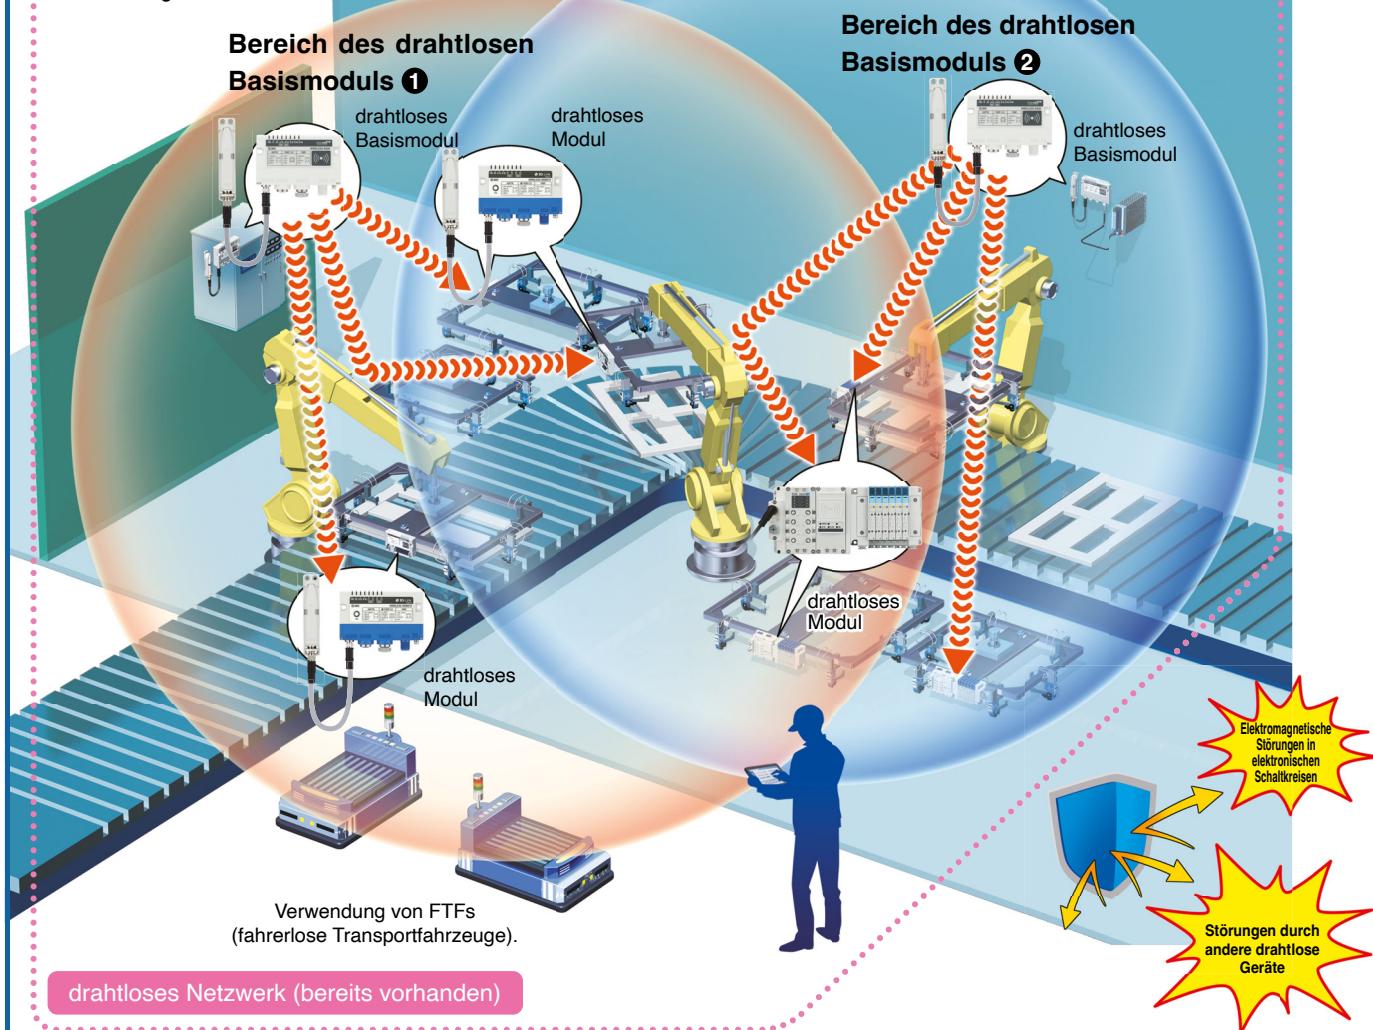 Bereich des drahtlosen
Basismoduls ❶
Bereich des drahtlosen
Basismoduls ❷
drahtloses
Basismodul
drahtloses
Modul
drahtloses
Basismodul
drahtloses
Modul
drahtloses
Modul
Elektromagnetische
Störungen in
elektronischen
Schaltkreisen
Störungen durch
andere drahtlose
Geräte
Verwendung von FTFs
(fahrerlose Transportfahrzeuge).
drahtloses Netzwerk (bereits vorhanden)